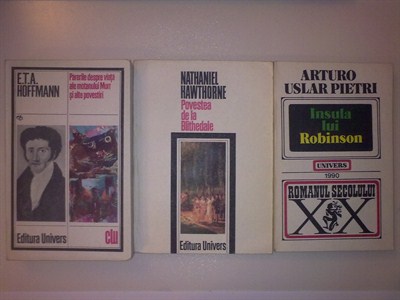 E.T.A.
HOFFMANN
Părerile despre viață
ale motanului Murr
și alte povestiri
Editura Univers
clu
NATHANIEL
HAWTHORNE
Povestea
de la
Blithedale
Editura Univers
ARTURO
USLAR PIETRI
Insula
lui
Robinson
UNIVERS
1990
ROMANUL SECOLULUI
XX